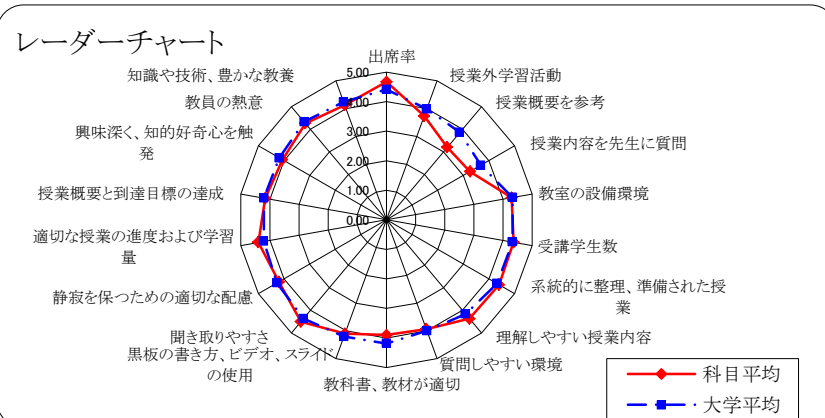 レーダーチャート
出席率
授業外学習活動
授業概要を参考
授業内容を先生に質問
教室の設備環境
受講学生数
系統的に整理、準備された授
業
理解しやすい授業内容
質問しやすい環境
教科書、教材が適切
黒板の書き方、ビデオ、スライド
の使用
聞き取りやすさ
静寂を保つための適切な配慮
適切な授業の進度および学習
量
授業概要と到達目標の達成
興味深く、知的好奇心を触
発
教員の熱意
知識や技術、豊かな教養
5.00
4.00
3.00
2.00
1.00
0.00
科目平均
大学平均